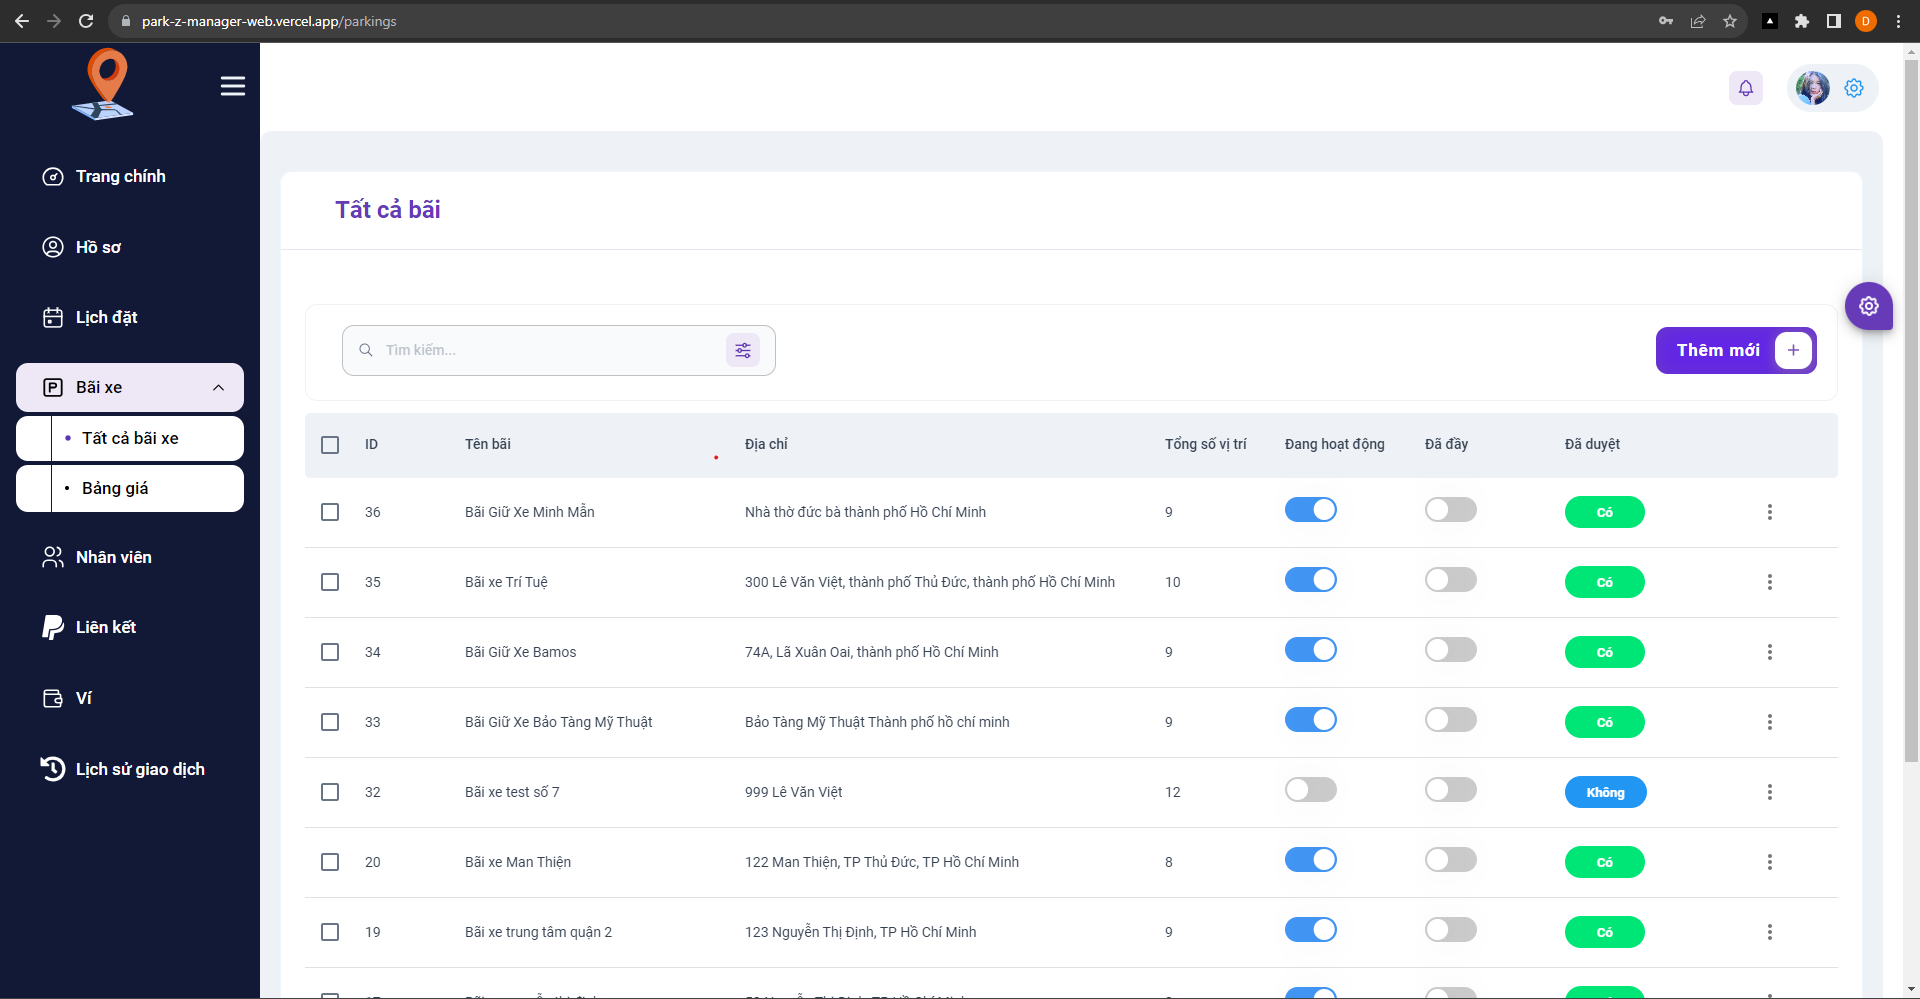 park-z-manager-web.vercel.app/parkings
D
Trang chính
Hồ sơ
Lịch đặt
Bãi xe
Tất cả bãi xe
Bảng giá
Nhân viên
Liên kết
Ví
Lịch sử giao dịch
Tất cả bãi
Tìm kiếm...
Thêm mới
ID Tên bãi Địa chỉ Tổng số vị trí Đang hoạt động Đã đầy Đã duyệt
36 Bãi Giữ Xe Minh Mẫn Nhà thờ đức bà thành phố Hồ Chí Minh 9 Có
35 Bãi xe Trí Tuệ 300 Lê Văn Việt, thành phố Thủ Đức, thành phố Hồ Chí Minh 10 Có
34 Bãi Giữ Xe Bamos 74A, Lã Xuân Oai, thành phố Hồ Chí Minh 9 Có
33 Bãi Giữ Xe Bảo Tàng Mỹ Thuật Bảo Tàng Mỹ Thuật Thành phố hồ chí minh 9 Có
32 Bãi xe test số 7 999 Lê Văn Việt 12 Không
20 Bãi xe Man Thiện 122 Man Thiện, TP Thủ Đức, TP Hồ Chí Minh 8 Có
19 Bãi xe trung tâm quận 2 123 Nguyễn Thị Định, TP Hồ Chí Minh 9 Có